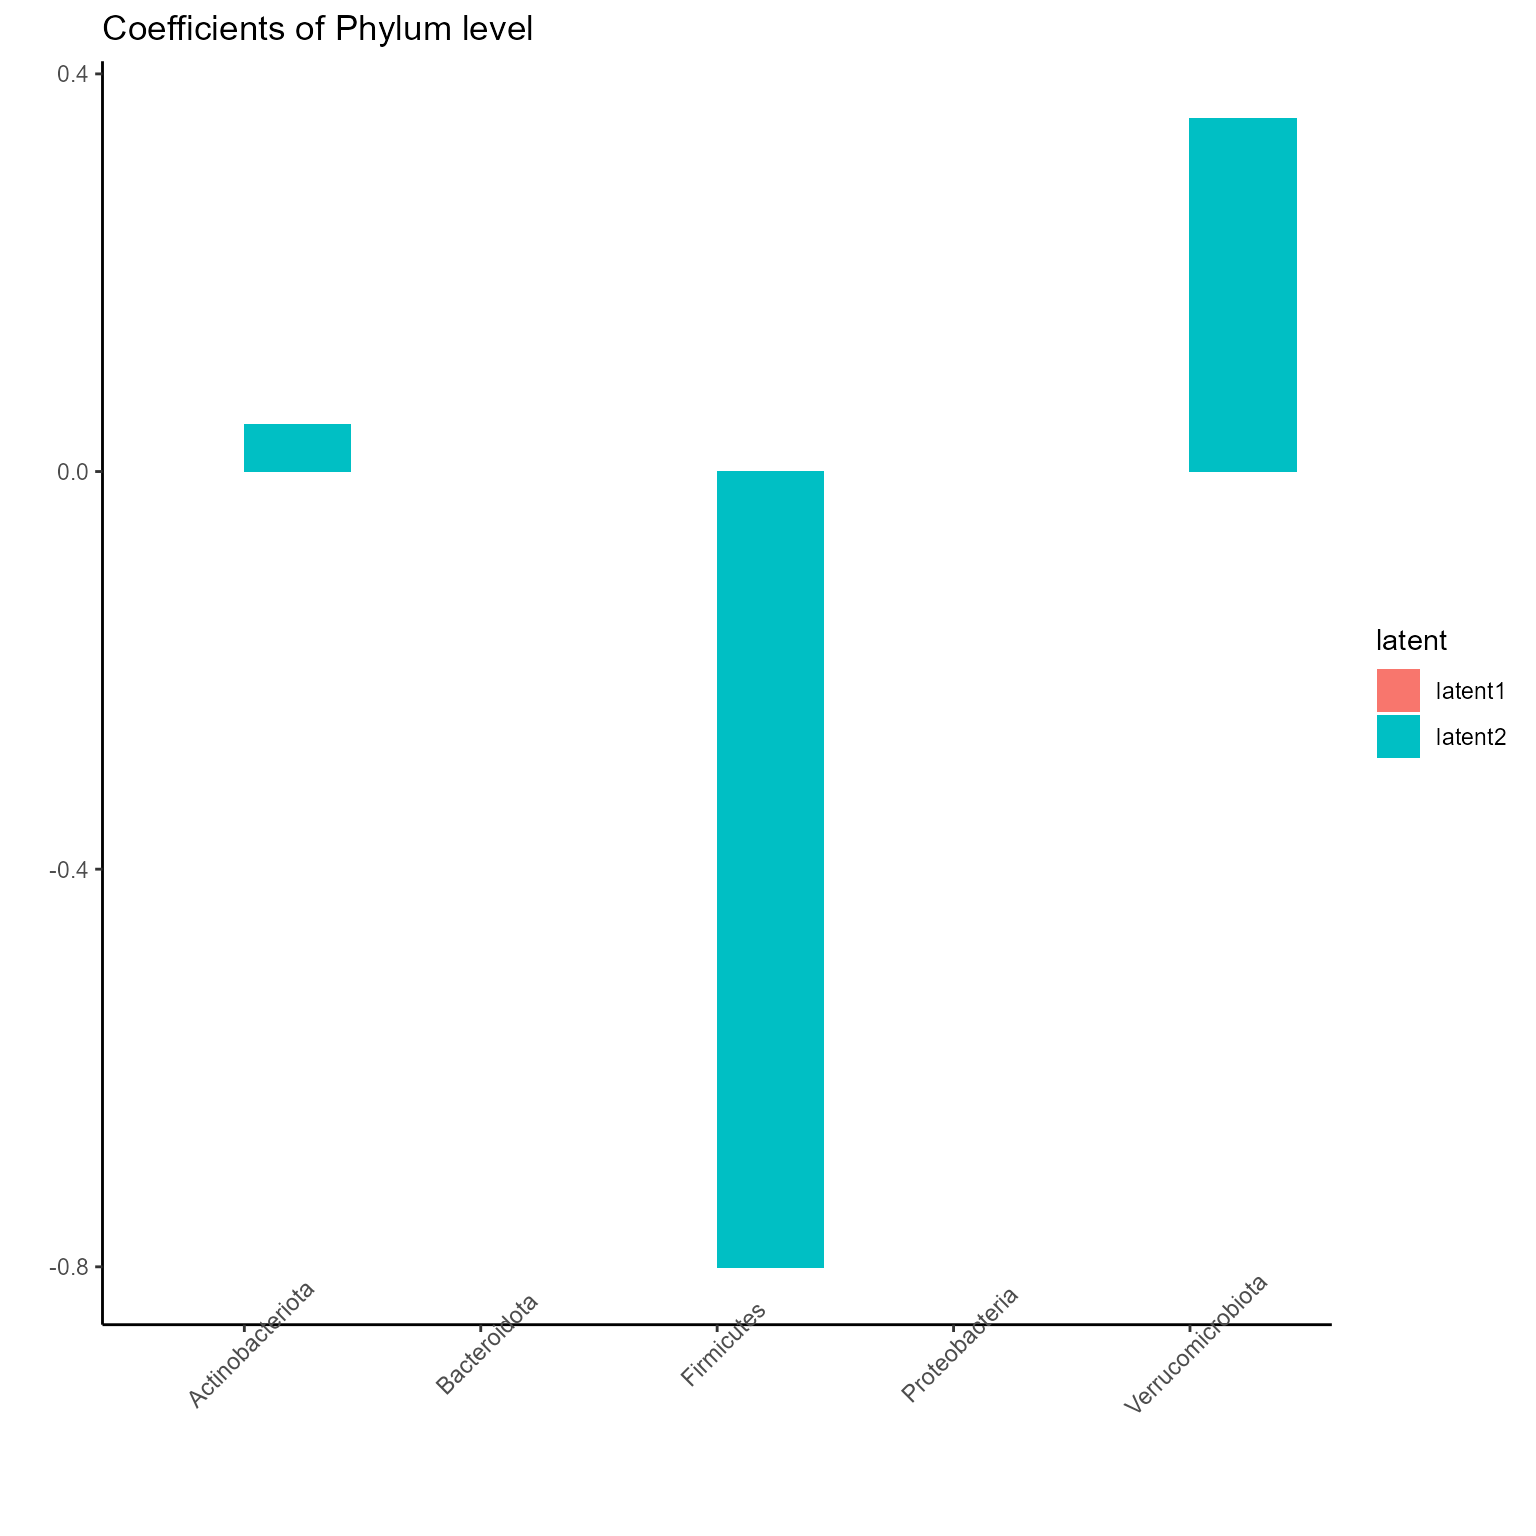 Coefficients of Phylum level
0.4
0.0
-0.4
-0.8
Actinobacteriota
Bacteroidota
Firmicutes
Proteobacteria
Verrucomicrobiota
latent
latent1
latent2